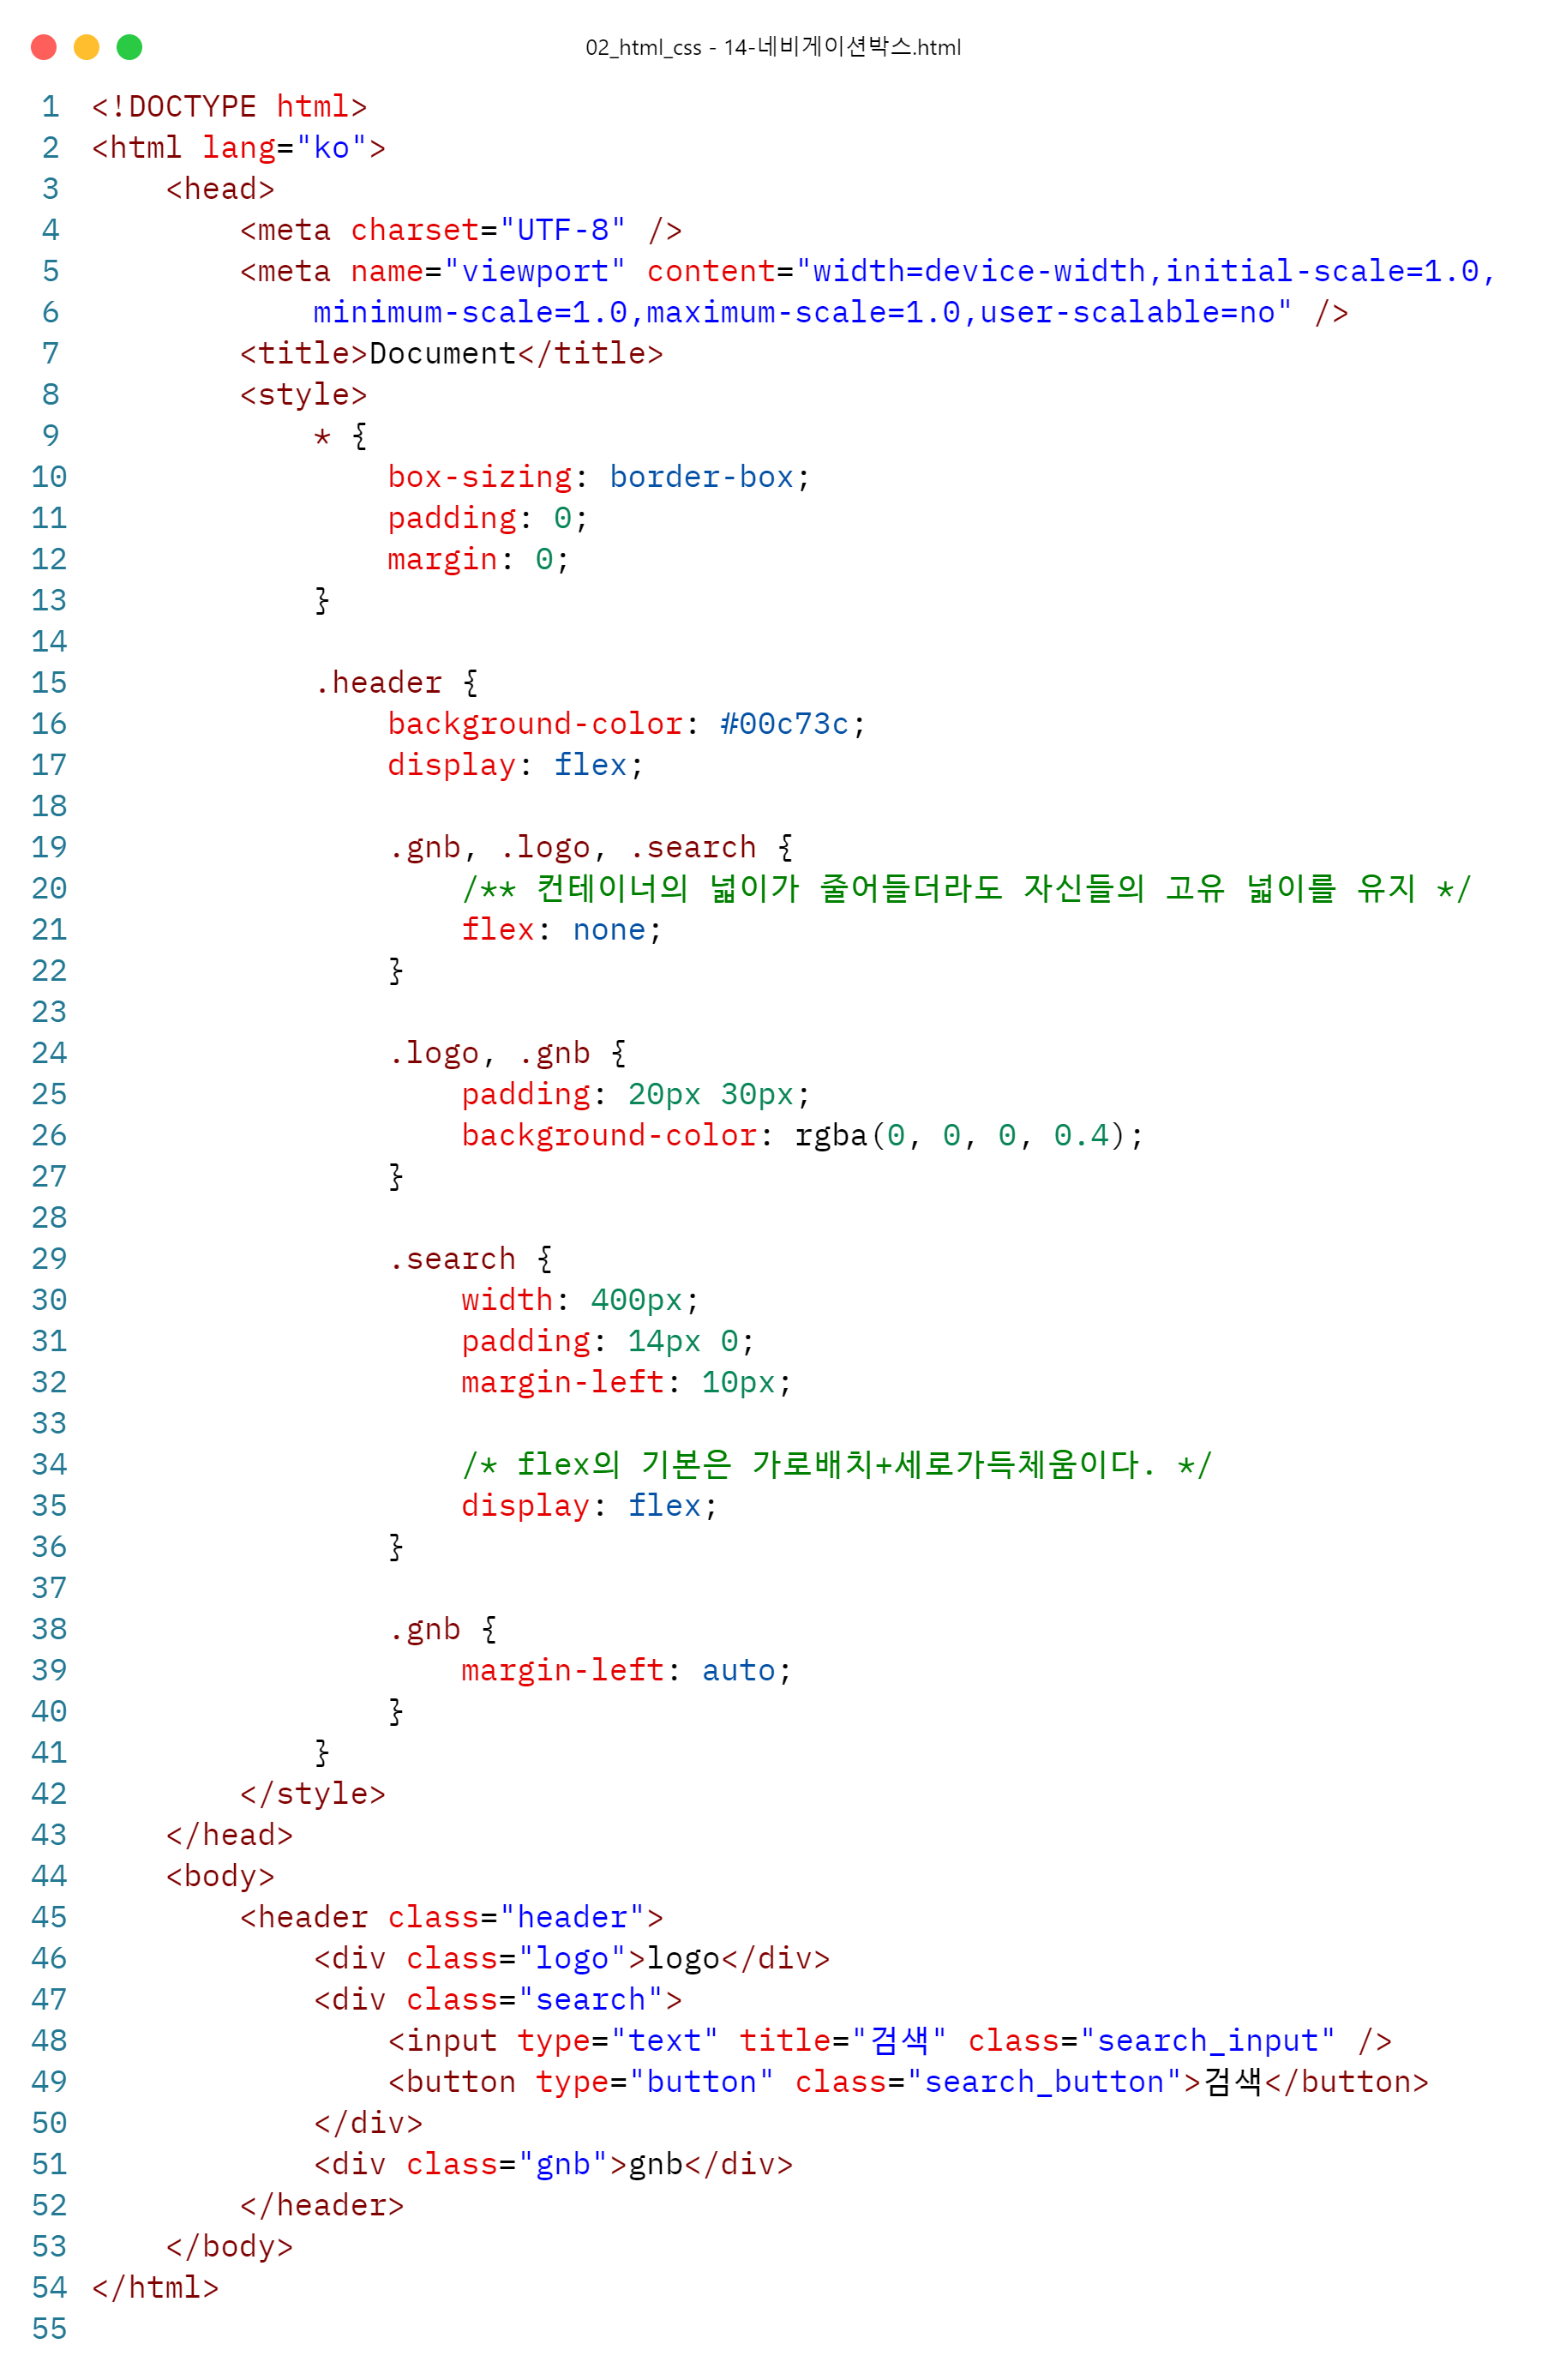 02_html_css - 14-네비게이션박스.html
1 <!DOCTYPE html>
2 <html lang="ko">
3     <head>
4         <meta charset="UTF-8" />
5         <meta name="viewport" content="width=device-width,initial-scale=1.0,
6             minimum-scale=1.0,maximum-scale=1.0,user-scalable=no" />
7         <title>Document</title>
8         <style>
9             * {
10                 box-sizing: border-box;
11                 padding: 0;
12                 margin: 0;
13             }
14
15             .header {
16                 background-color: #00c73c;
17                 display: flex;
18
19                 .gnb, .logo, .search {
20                     /** 컨테이너의 넓이가 줄어들더라도 자신들의 고유 넓이를 유지 */
21                     flex: none;
22                 }
23
24                 .logo, .gnb {
25                     padding: 20px 30px;
26                     background-color: rgba(0, 0, 0, 0.4);
27                 }
28
29                 .search {
30                     width: 400px;
31                     padding: 14px 0;
32                     margin-left: 10px;
33
34                     /* flex의 기본은 가로배치+세로가득체움이다. */
35                     display: flex;
36                 }
37
38                 .gnb {
39                     margin-left: auto;
40                 }
41             }
42         </style>
43     </head>
44     <body>
45         <header class="header">
46             <div class="logo">logo</div>
47             <div class="search">
48                 <input type="text" title="검색" class="search_input" />
49                 <button type="button" class="search_button">검색</button>
50             </div>
51             <div class="gnb">gnb</div>
52         </header>
53     </body>
54 </html>
55